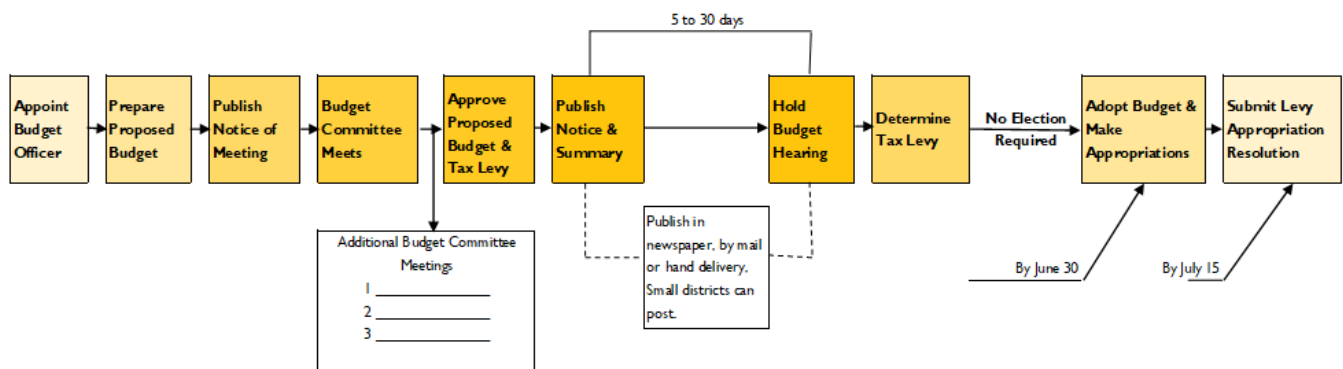 5 to 30 days
Appoint
Budget
Officer
Prepare
Proposed
Budget
Publish
Notice of
Meeting
Budget
Committee
Meets
Approve
Proposed
Budget &
Tax Levy
Publish
Notice &
Summary
Hold
Budget
Hearing
Determine
Tax Levy
No Election
Required
Adopt Budget &
Make
Appropriations
Submit Levy
Appropriation
Resolution
Additional Budget Committee
Meetings
1
2
3
Publish in
newspaper, by mail
or hand delivery,
Small districts can
post.
By June 30
By July 15